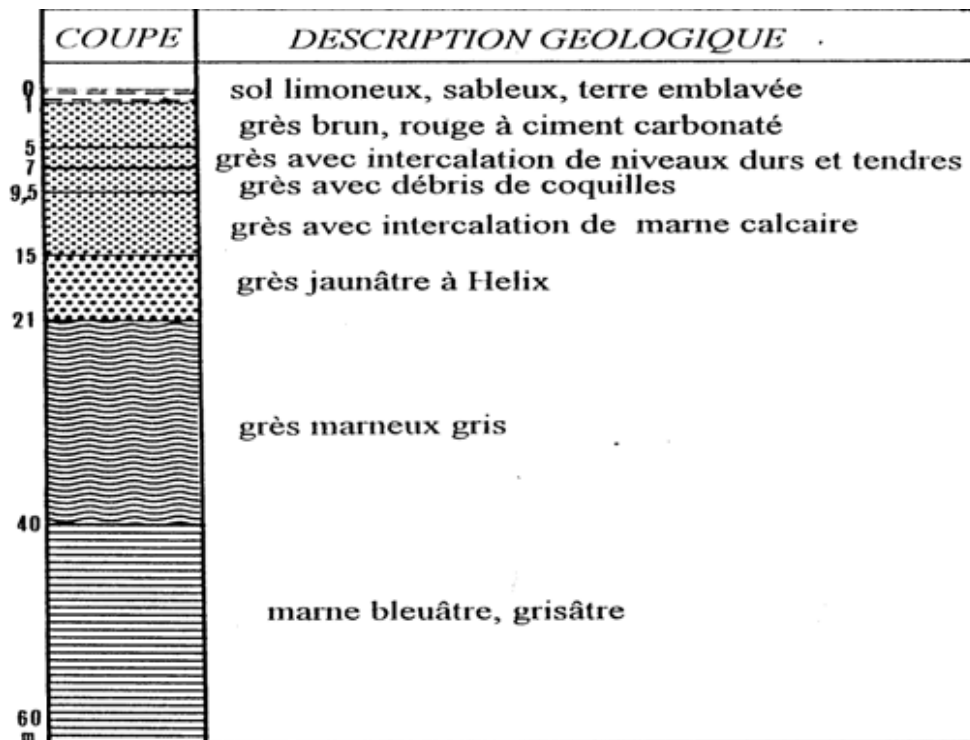 COUPE DESCRIPTION GEOLOGIQUE
0 sol limoneux, sableux, terre emblavée
1
grès brun, rouge à ciment carbonaté
5
grès avec intercalation de niveaux durs et tendres
7
grès avec débris de coquilles
9,5
grès avec intercalation de marne calcaire
15
grès jaunâtre à Helix
21
grès marneux gris
40
marne bleuâtre, grisâtre
60
m